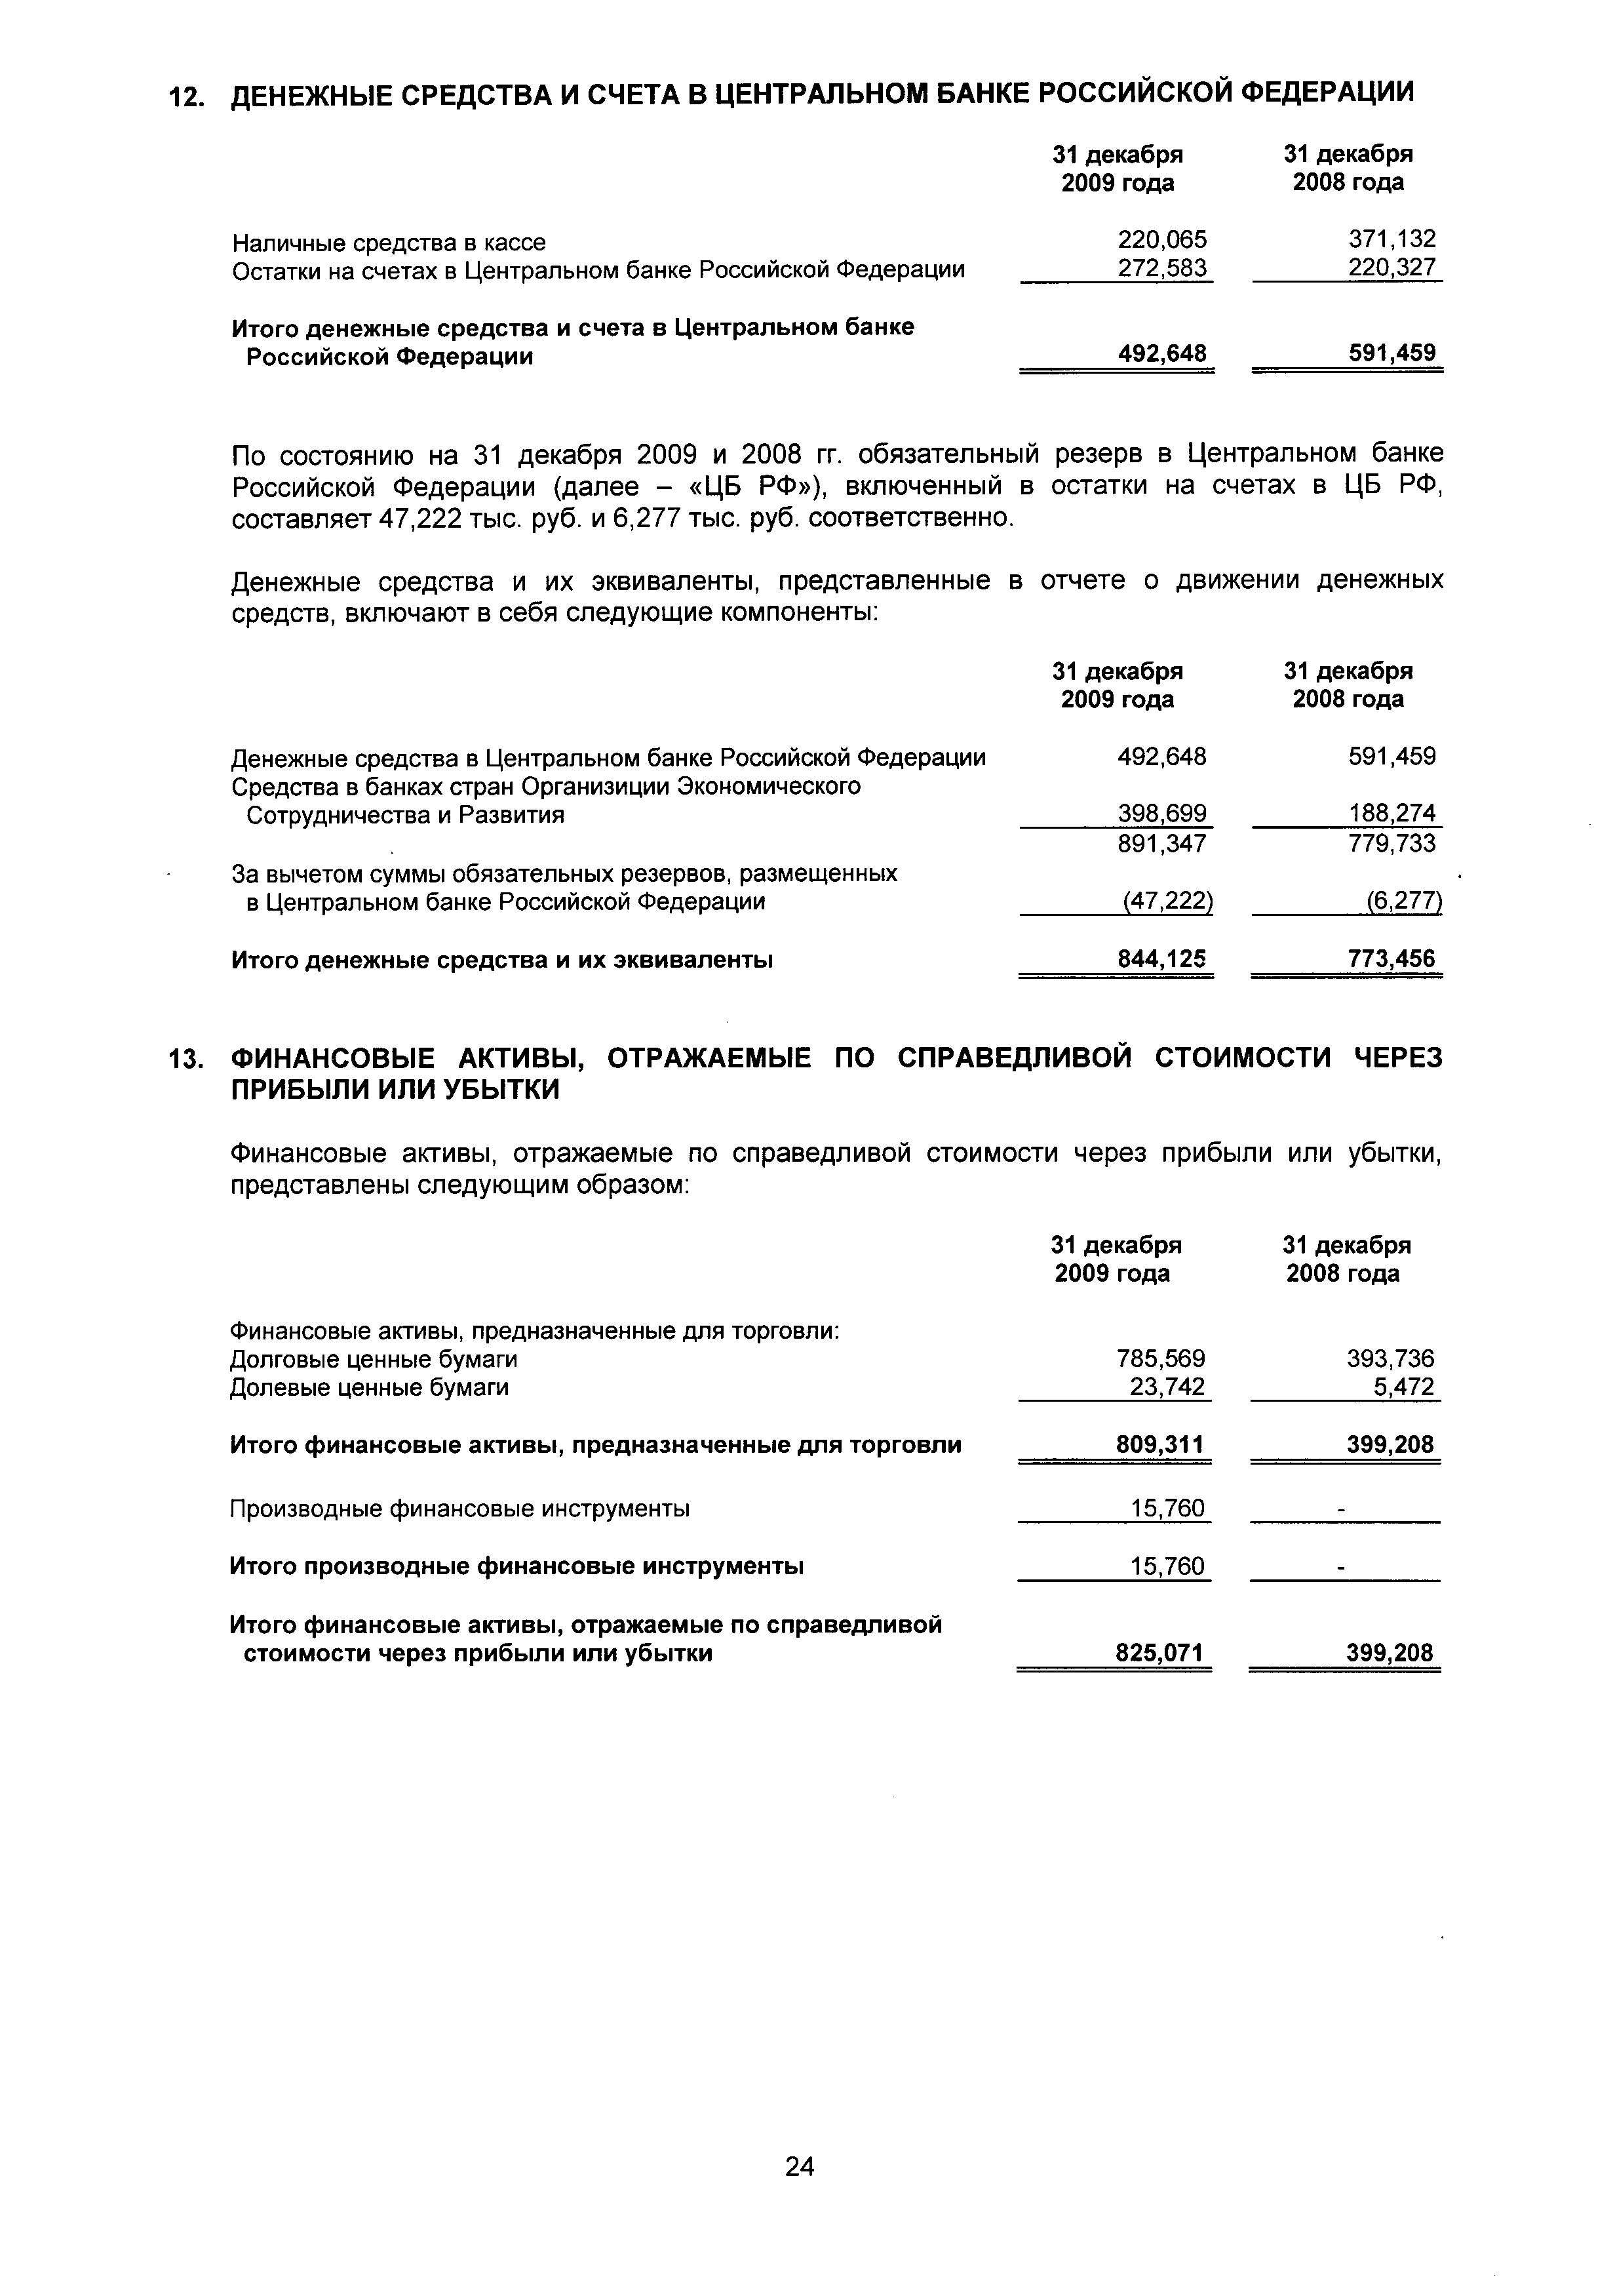 12. ДЕНЕЖНЫЕ СРЕДСТВА И СЧЕТА В ЦЕНТРАЛЬНОМ БАНКЕ РОССИЙСКОЙ ФЕДЕРАЦИИ
31 декабря 31 декабря
2009 года 2008 года
Наличные средства в кассе 220,065 371,132
Остатки на счетах в Центральном банке Российской Федерации 272,583 220,327
Итого денежные средства и счета в Центральном банке
Российской Федерации 492,648 591,459
По состоянию на 31 декабря 2009 и 2008 гг. обязательный резерв в Центральном банке
Российской Федерации (далее – «ЦБ РФ»), включенный в остатки на счетах в ЦБ РФ,
составляет 47,222 тыс. руб. и 6,277 тыс. руб. соответственно.
Денежные средства и их эквиваленты, представленные в отчете о движении денежных
средств, включают в себя следующие компоненты:
31 декабря 31 декабря
2009 года 2008 года
Денежные средства в Центральном банке Российской Федерации 492,648 591,459
Средства в банках стран Организиции Экономического
Сотрудничества и Развития 398,699 188,274
891,347 779,733
За вычетом суммы обязательных резервов, размещенных
в Центральном банке Российской Федерации (47,222) (6,277)
Итого денежные средства и их эквиваленты 844,125 773,456
13. ФИНАНСОВЫЕ АКТИВЫ, ОТРАЖАЕМЫЕ ПО СПРАВЕДЛИВОЙ СТОИМОСТИ ЧЕРЕЗ
ПРИБЫЛИ ИЛИ УБЫТКИ
Финансовые активы, отражаемые по справедливой стоимости через прибыли или убытки,
представлены следующим образом:
31 декабря 31 декабря
2009 года 2008 года
Финансовые активы, предназначенные для торговли:
Долговые ценные бумаги 785,569 393,736
Долевые ценные бумаги 23,742 5,472
Итого финансовые активы, предназначенные для торговли 809,311 399,208
Производные финансовые инструменты 15,760 -
Итого производные финансовые инструменты 15,760 -
Итого финансовые активы, отражаемые по справедливой
стоимости через прибыли или убытки 825,071 399,208
24